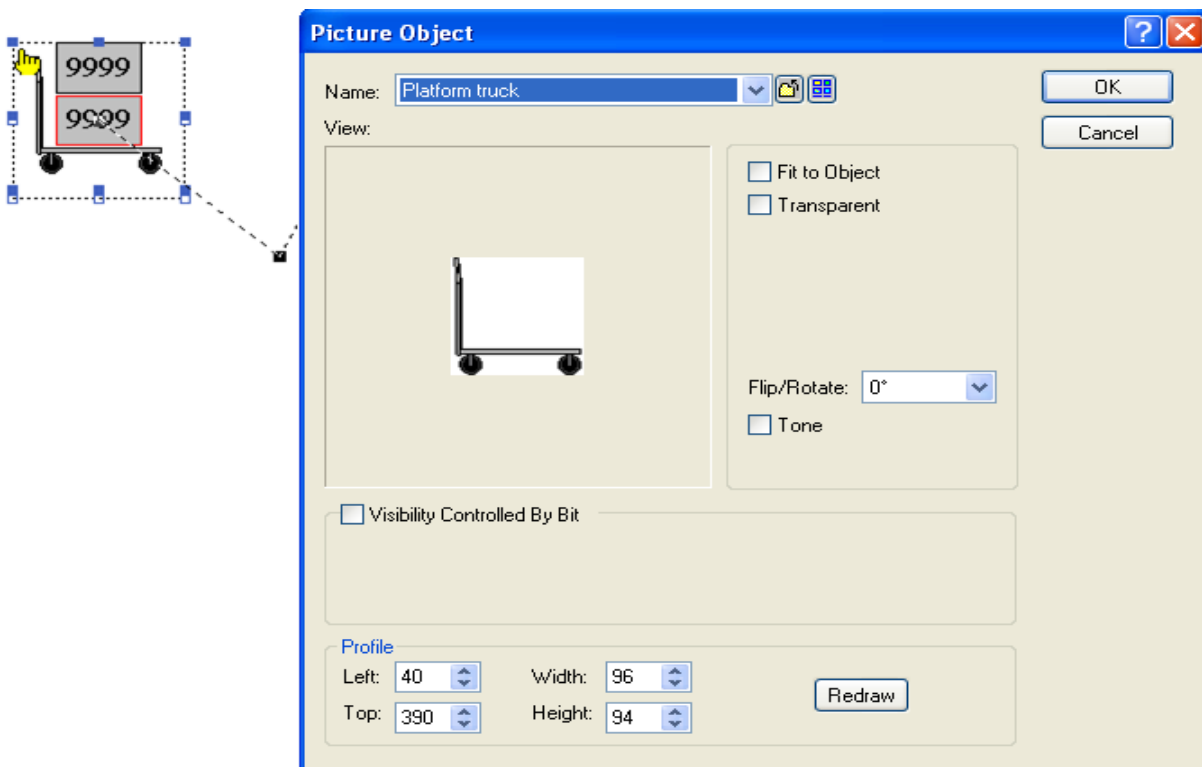 9999
9999
Picture Object
Name: Platform truck
OK
Cancel
View:
Fit to Object
Transparent
Flip/Rotate: 0°
Tone
Visibility Controlled By Bit
Profile
Left: 40 Width: 96
Top: 390 Height: 94
Redraw